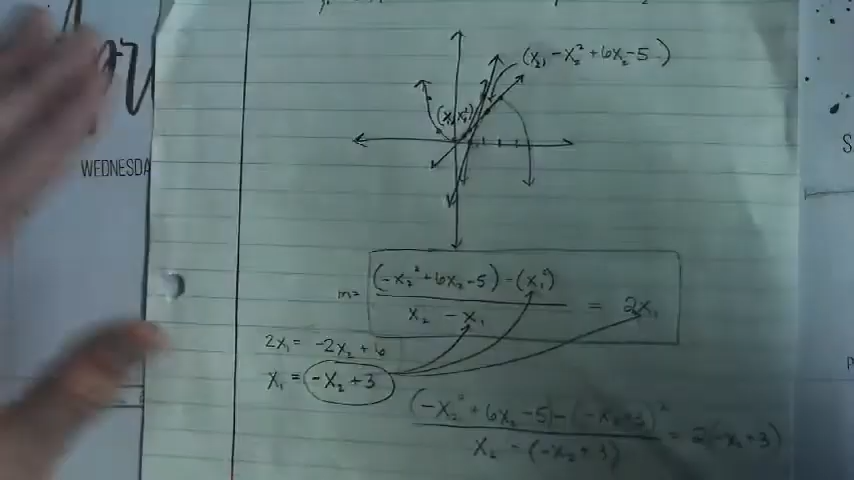 WEDNESDA
(x₂, -x₂² + 6x₂ - 5)
(x₁, x₁²)
m = ((-x₂² + 6x₂ - 5) - (x₁²)) / (x₂ - x₁) = 2x₁
2x₁ = -2x₂ + 6
x₁ = -x₂ + 3
((-x₂² + 6x₂ - 5) - (-x₂ + 3)²) / (x₂ - (-x₂ + 3)) = 2(-x₂ + 3)